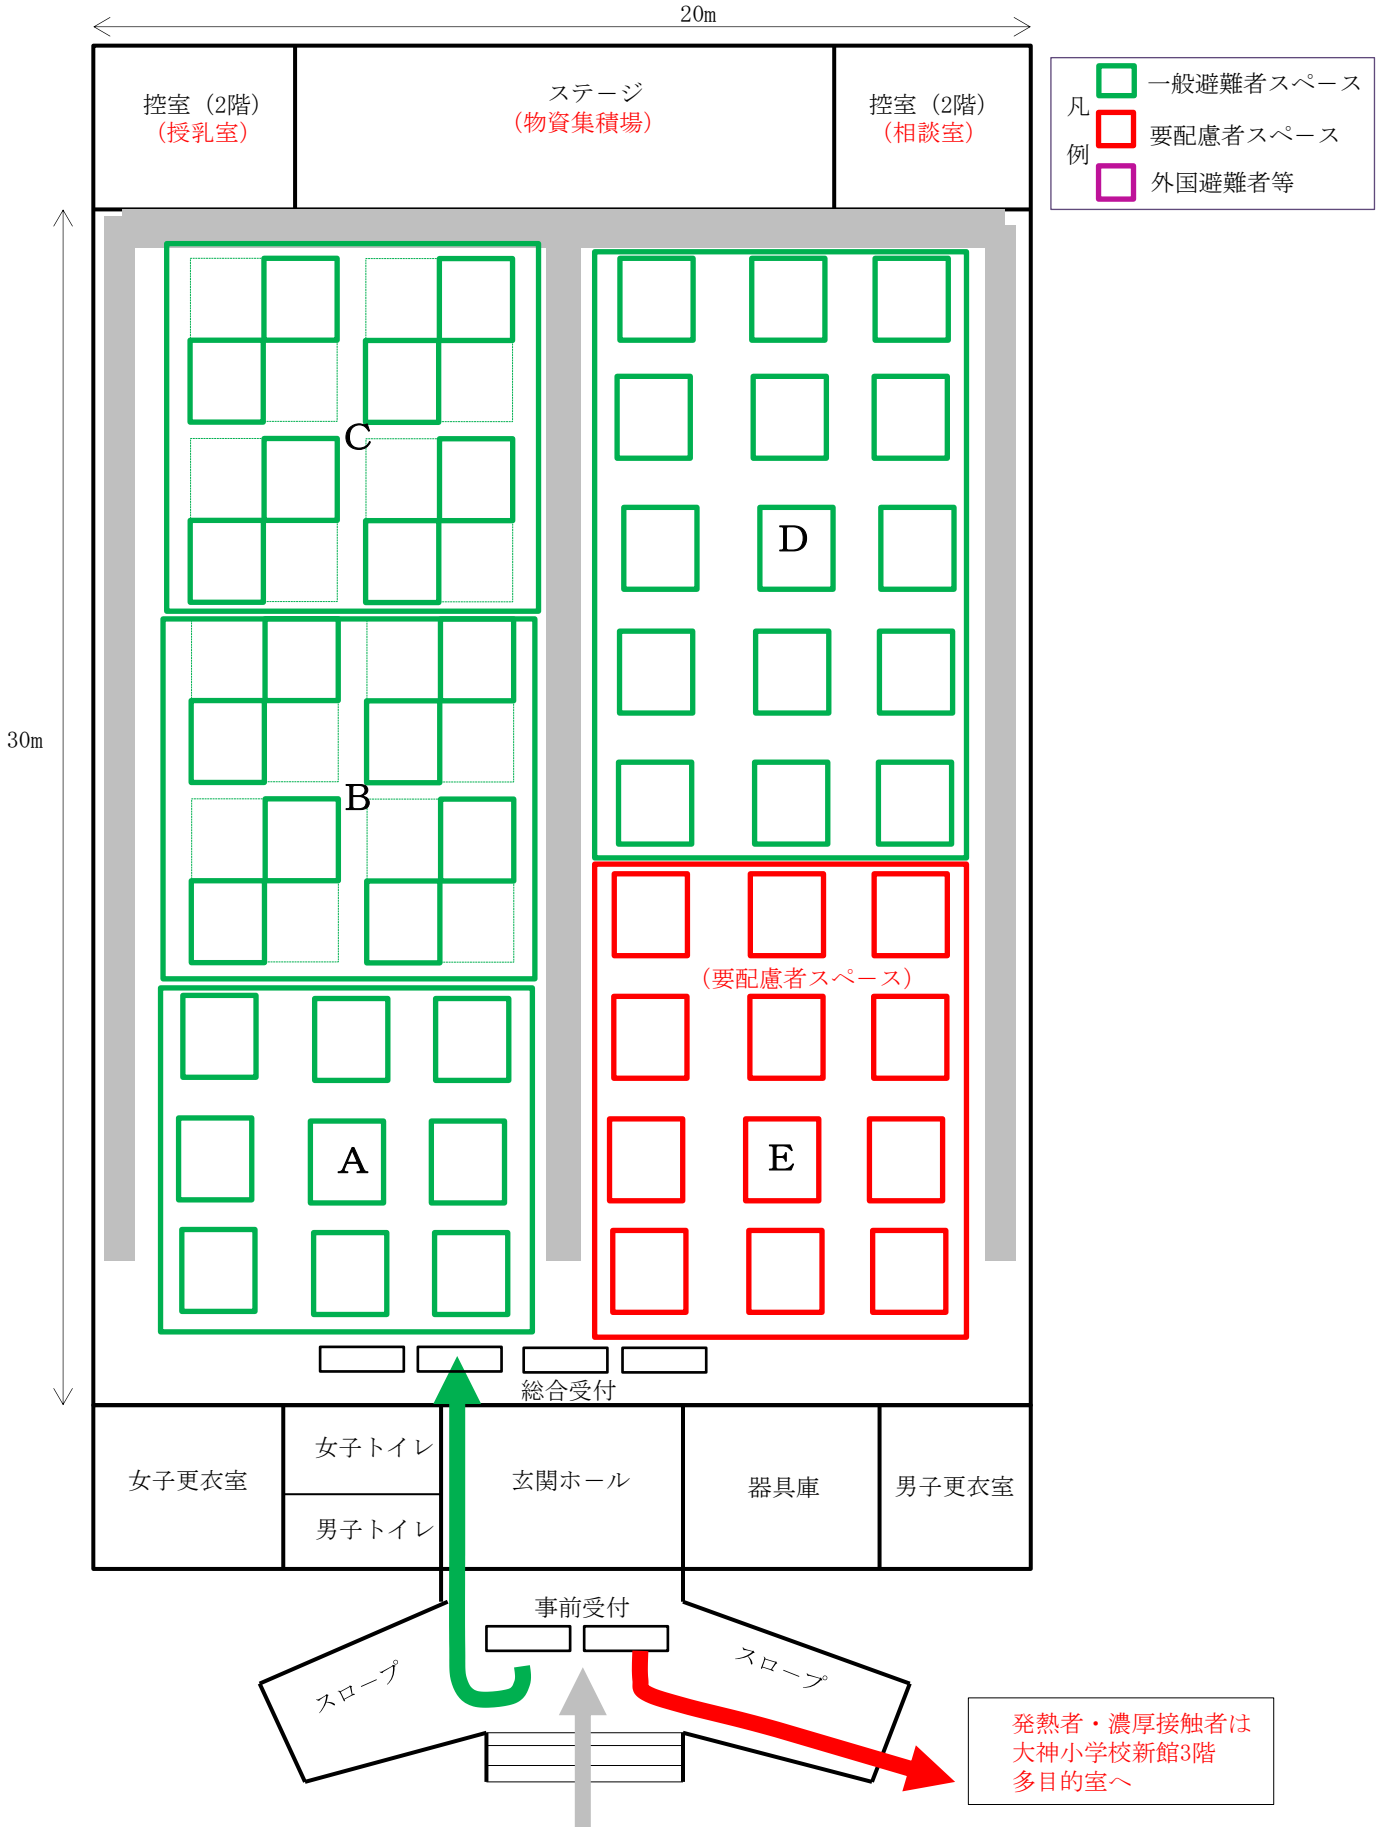 20m
控室（2階）
（授乳室）
ステージ
（物資集積場）
控室（2階）
（相談室）
凡
例
一般避難者スペース
要配慮者スペース
外国避難者等
30m
C
D
B
（要配慮者スペース）
A
E
総合受付
女子更衣室
女子トイレ
男子トイレ
玄関ホール
器具庫
男子更衣室
事前受付
スロープ
スロープ
発熱者・濃厚接触者は
大神小学校新館3階
多目的室へ